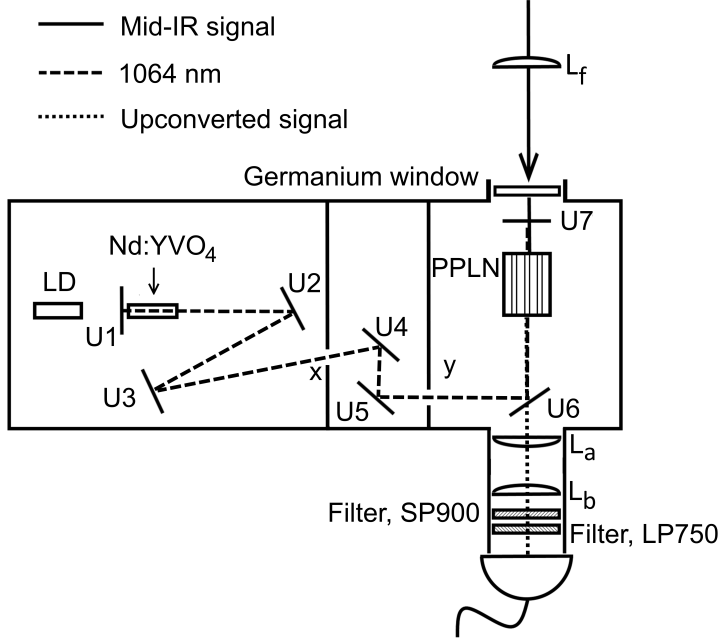 Mid-IR signal
1064 nm
Upconverted signal
L_f
Germanium window
U7
Nd:YVO₄
PPLN
LD
U2
U1
U4
x
y
U3
U5
U6
L_a
L_b
Filter, SP900
Filter, LP750